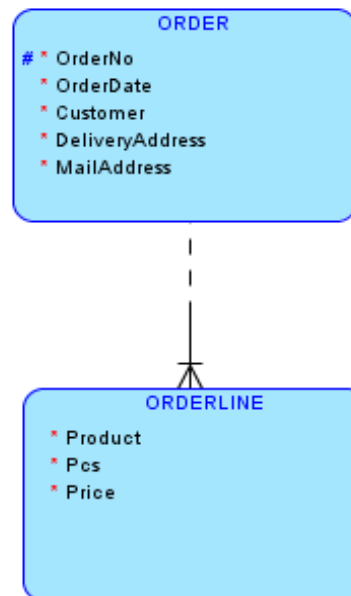 ORDER
# * OrderNo
* OrderDate
* Customer
* DeliveryAddress
* MailAddress
ORDERLINE
* Product
* Pcs
* Price